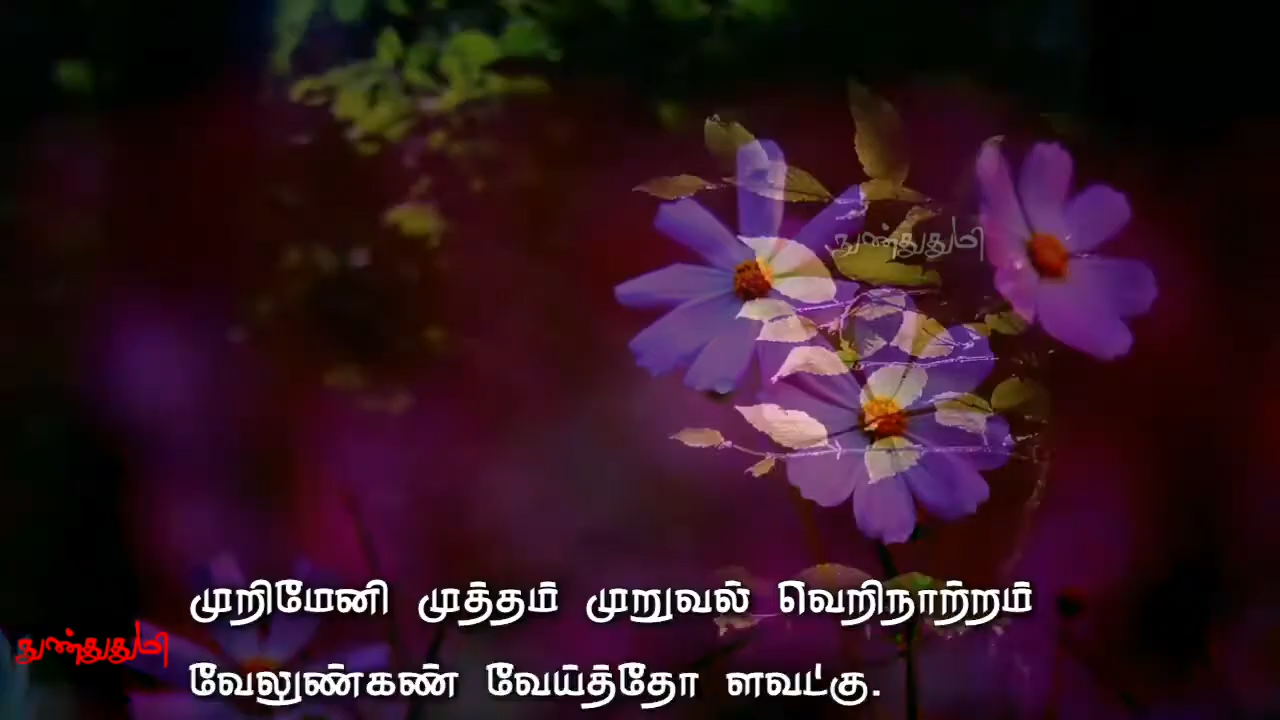 துண்துதுமி
முறிமேனி முத்தம் முறுவல் வெறிநாற்றம்
துண்துதுமி
வேலுண்கண் வேய்த்தோ ளவட்கு.